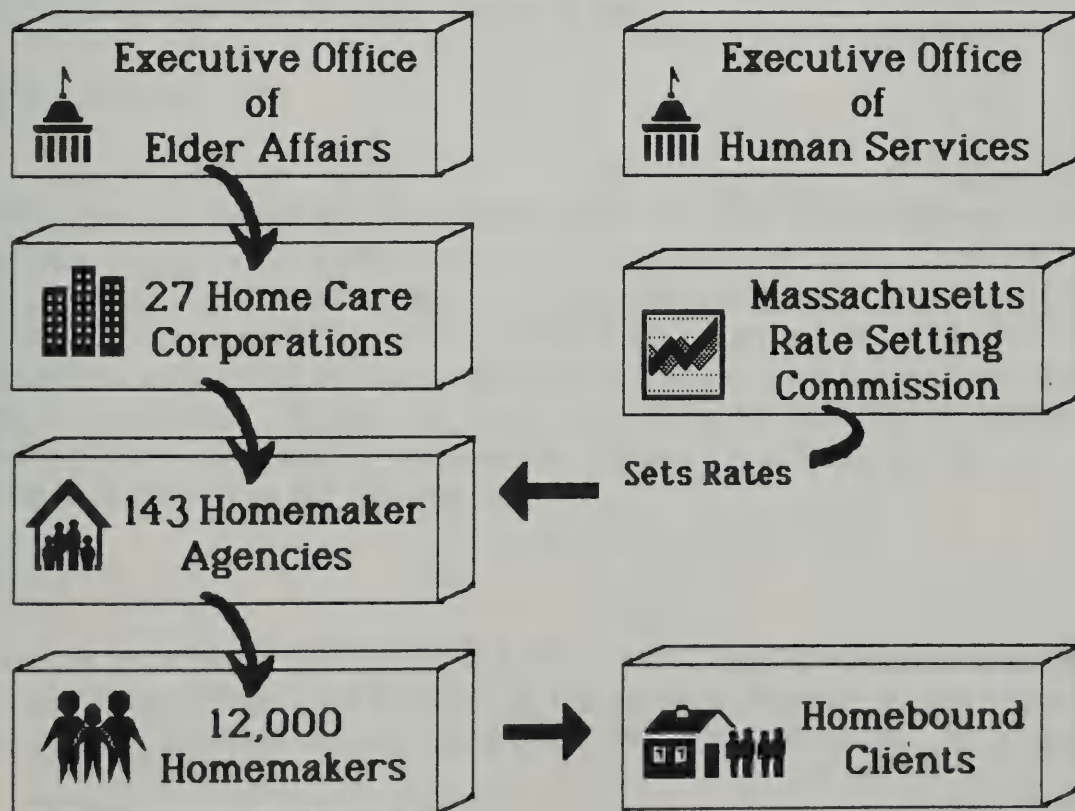 Executive Office
of
Elder Affairs
Executive Office
of
Human Services
27 Home Care
Corporations
Massachusetts
Rate Setting
Commission
143 Homemaker
Agencies
Sets Rates
12,000
Homemakers
Homebound
Clients